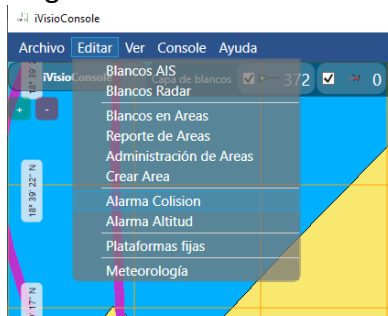 iVisioConsole
Archivo Editar Ver Console Ayuda
iVisioConsole Capa de blancos 372 0
Blancos AIS
Blancos Radar
+ -
Blancos en Areas
Reporte de Areas
Administración de Areas
Crear Area
18° 39' 22" N
Alarma Colision
Alarma Altitud
Plataformas fijas
Meteorología
17" N